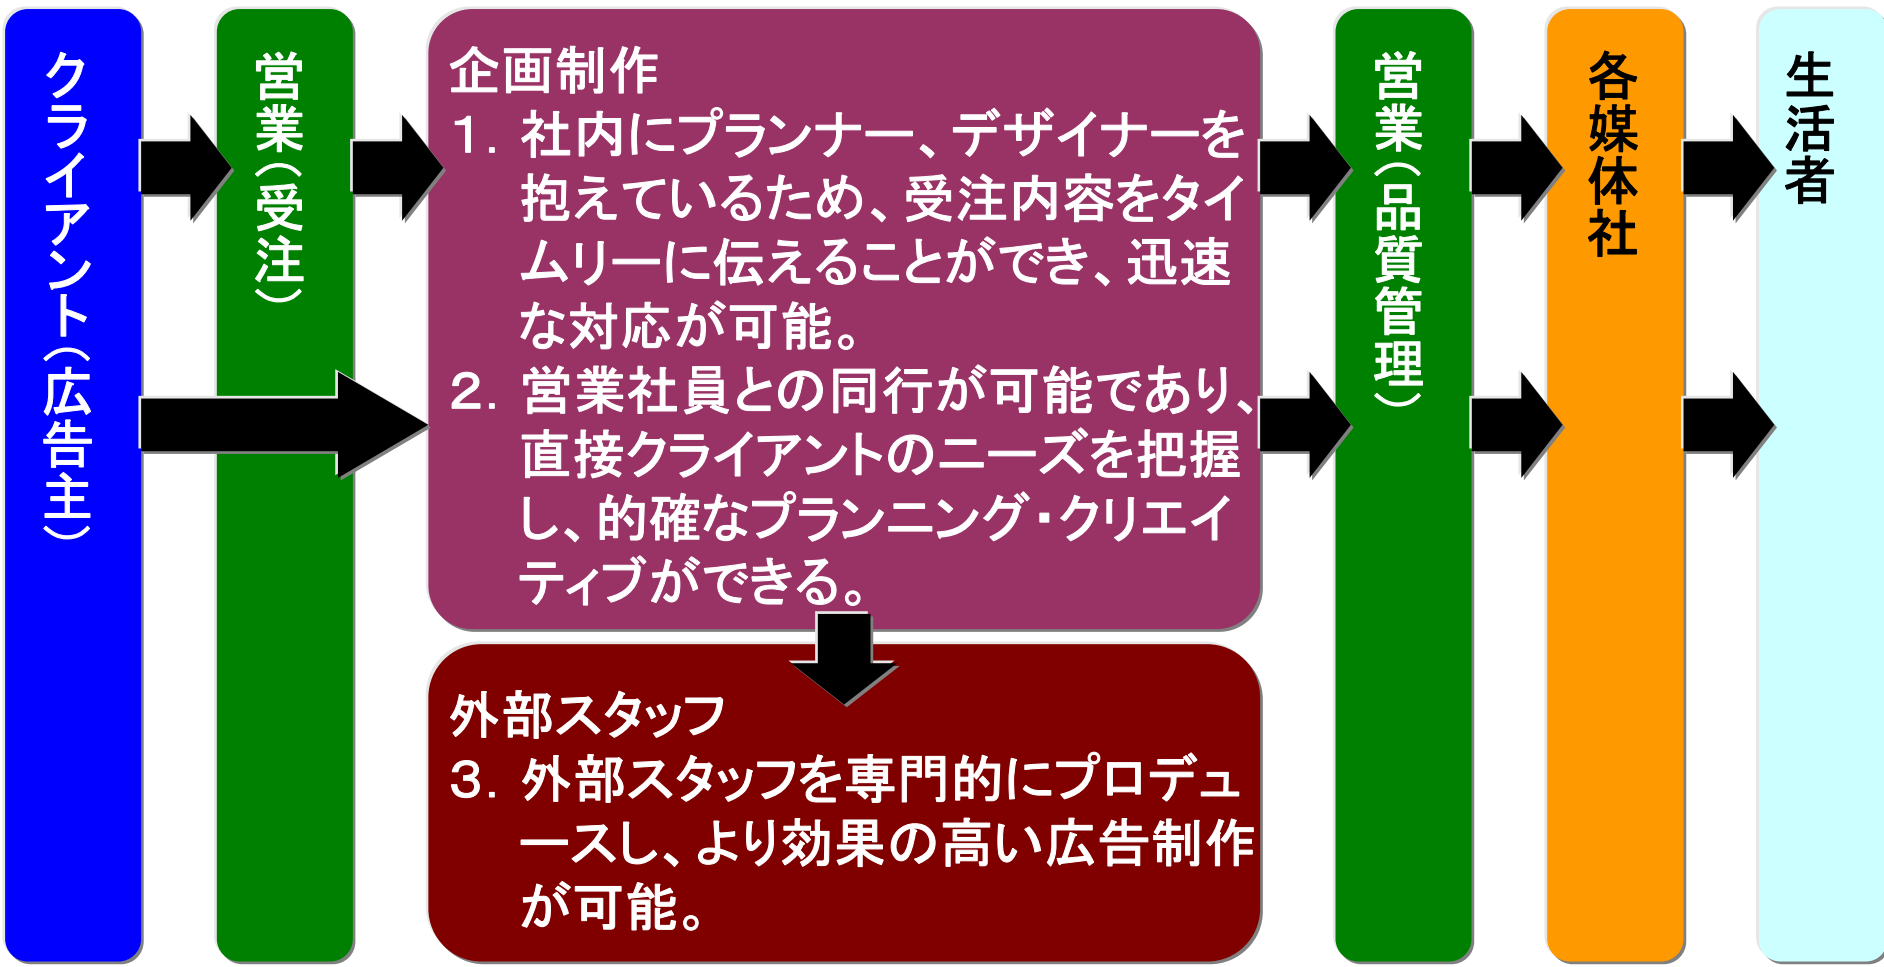 クライアント（広告主）
営業（受注）
企画制作
１．社内にプランナー、デザイナーを
抱えているため、受注内容をタイ
ムリーに伝えることができ、迅速
な対応が可能。
２．営業社員との同行が可能であり、
直接クライアントのニーズを把握
し、的確なプランニング・クリエイ
ティブができる。
外部スタッフ
３．外部スタッフを専門的にプロデュ
ースし、より効果の高い広告制作
が可能。
営業（品質管理）
各媒体社
生活者